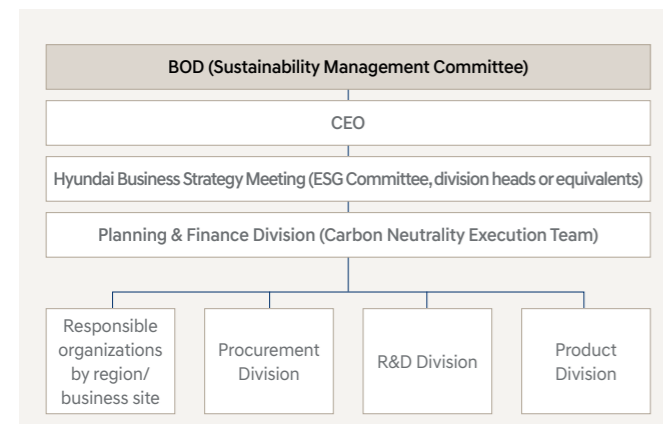 BOD (Sustainability Management Committee)
CEO
Hyundai Business Strategy Meeting (ESG Committee, division heads or equivalents)
Planning & Finance Division (Carbon Neutrality Execution Team)
Responsible
organizations
by region/
business site
Procurement
Division
R&D Division
Product
Division